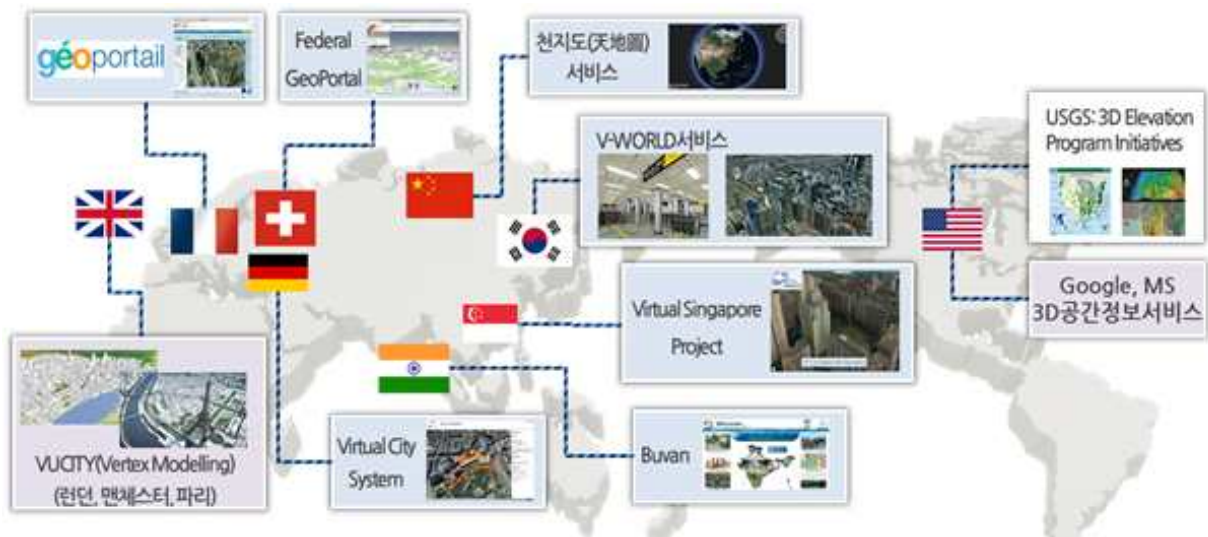 géoportail
Federal
GeoPortal
천지도(天地圖)
서비스
V-WORLD서비스
USGS: 3D Elevation
Program Initiatives
Google, MS
3D공간정보서비스
Virtual Singapore
Project
VUCITY(Vertex Modelling)
(런던, 맨체스터, 파리)
Virtual City
System
Buvan